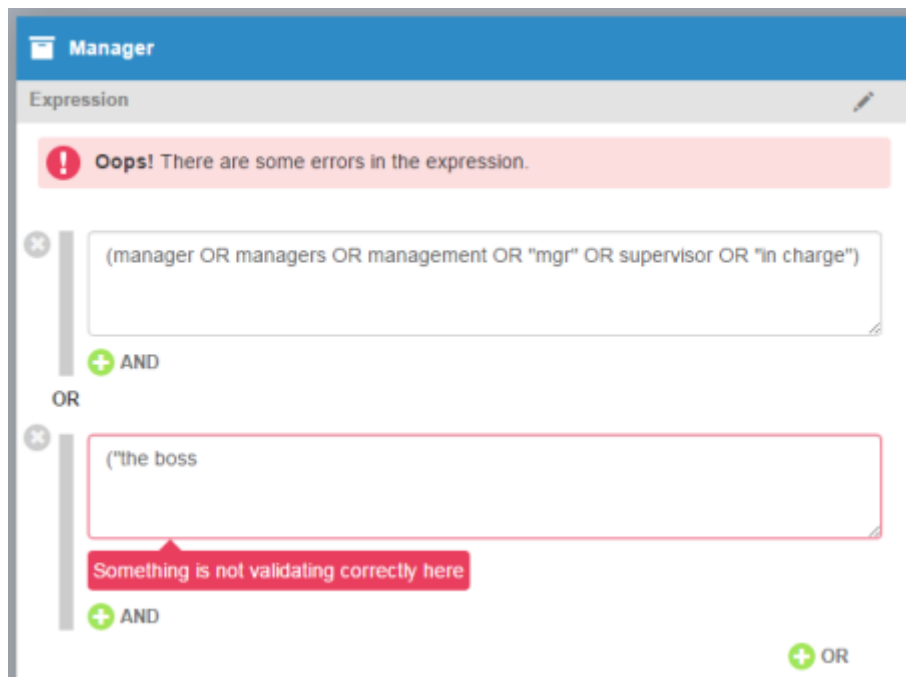 Manager
Expression
Oops! There are some errors in the expression.
(manager OR managers OR management OR "mgr" OR supervisor OR "in charge")
AND
OR
("the boss
Something is not validating correctly here
AND
OR